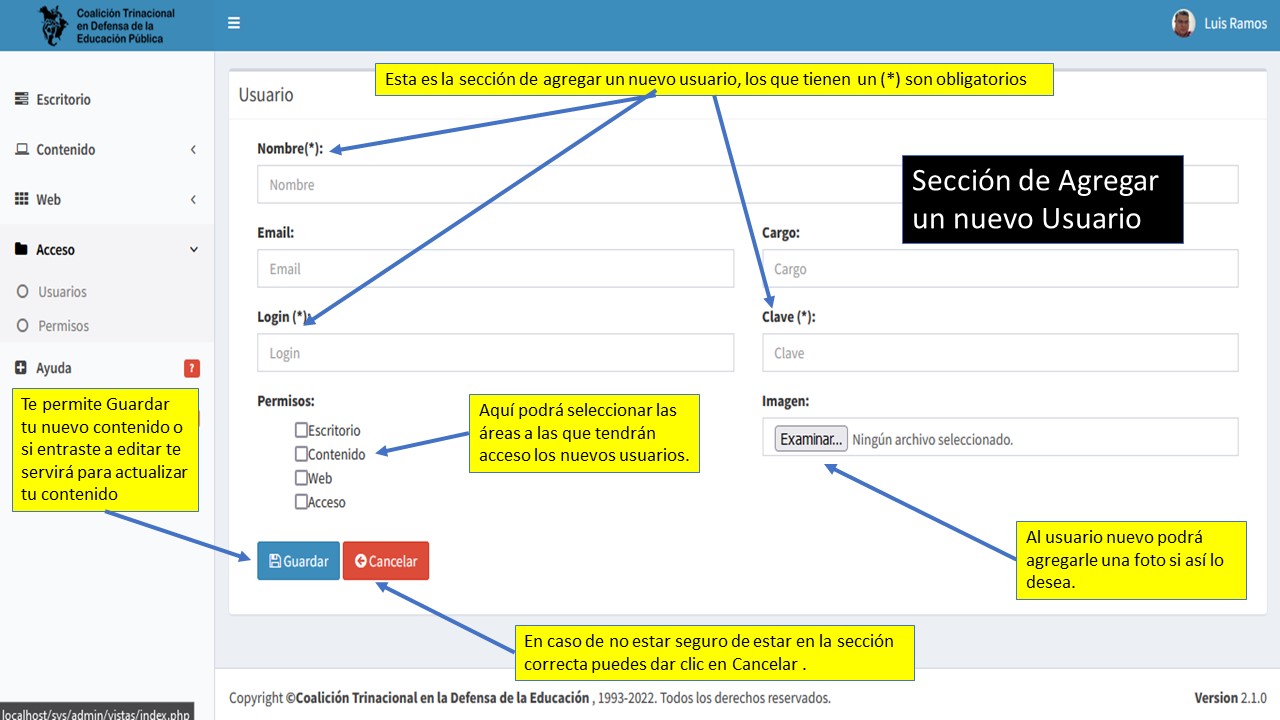 Coalición Trinacional
en Defensa de la
Educación Pública
Luis Ramos
Esta es la sección de agregar un nuevo usuario, los que tienen un (*) son obligatorios
Usuario
Escritorio
Contenido
Web
Acceso
Usuarios
Permisos
Ayuda
?
Nombre(*):
Nombre
Sección de Agregar
un nuevo Usuario
Email:
Email
Cargo:
Cargo
Login (*):
Login
Clave (*):
Clave
Te permite Guardar
tu nuevo contenido o
si entraste a editar te
servirá para actualizar
tu contenido
Permisos:
Escritorio
Contenido
Web
Acceso
Aquí podrá seleccionar las
áreas a las que tendrán
acceso los nuevos usuarios.
Imagen:
Examinar... Ningún archivo seleccionado.
Al usuario nuevo podrá
agregarle una foto si así lo
desea.
Guardar
Cancelar
En caso de no estar seguro de estar en la sección
correcta puedes dar clic en Cancelar .
Copyright ©Coalición Trinacional en la Defensa de la Educación , 1993-2022. Todos los derechos reservados.
Version 2.1.0
localhost/sys/admin/vistas/index.php